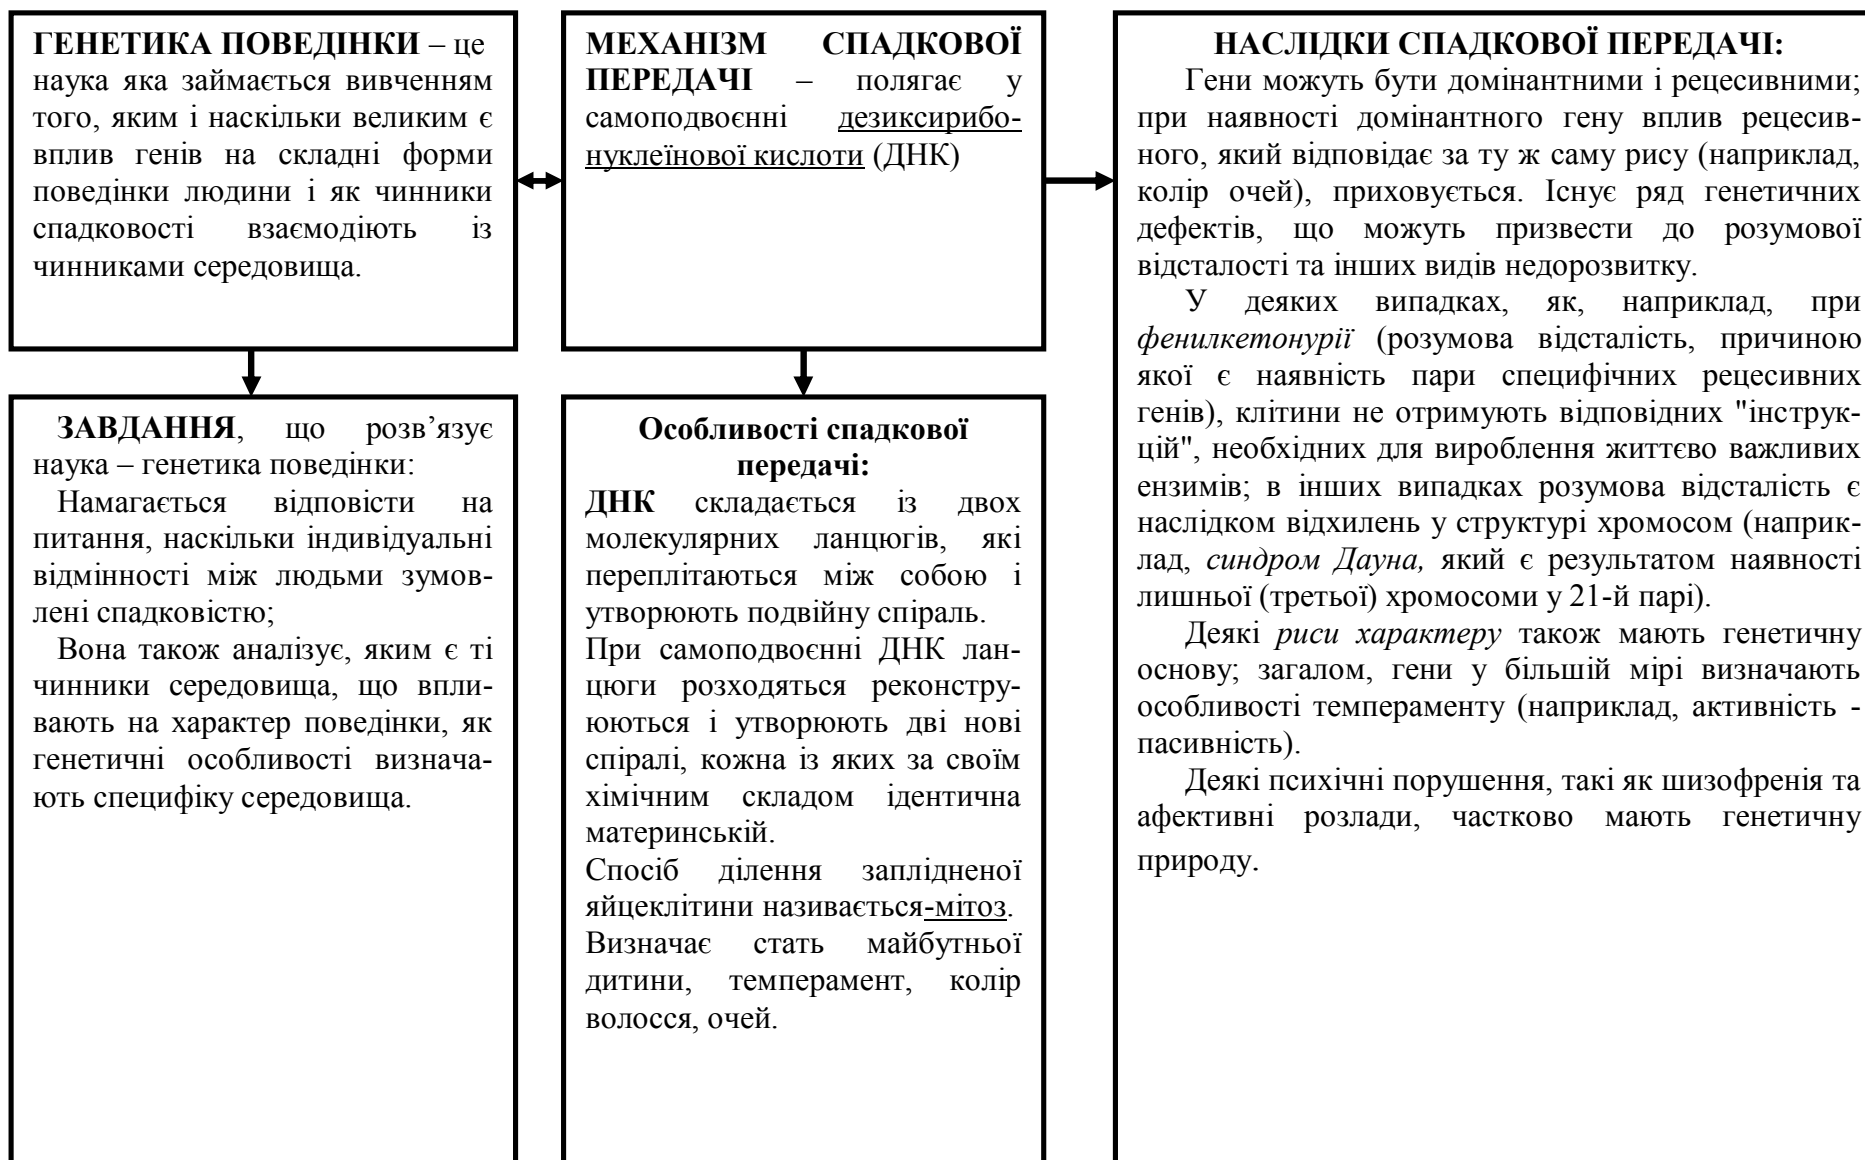 ГЕНЕТИКА ПОВЕДІНКИ – це
наука яка займається вивченням
того, яким і наскільки великим є
вплив генів на складні форми
поведінки людини і як чинники
спадковості взаємодіють із
чинниками середовища.
МЕХАНІЗМ СПАДКОВОЇ
ПЕРЕДАЧІ – полягає у
самоподвоєнні дезиксирибо-
нуклеїнової кислоти (ДНК)
НАСЛІДКИ СПАДКОВОЇ ПЕРЕДАЧІ:
Гени можуть бути домінантними і рецесивними;
при наявності домінантного гену вплив рецесив-
ного, який відповідає за ту ж саму рису (наприклад,
колір очей), приховується. Існує ряд генетичних
дефектів, що можуть призвести до розумової
відсталості та інших видів недорозвитку.
У деяких випадках, як, наприклад, при
фенилкетонурії (розумова відсталість, причиною
якої є наявність пари специфічних рецесивних
генів), клітини не отримують відповідних "інструк-
цій", необхідних для вироблення життєво важливих
ензимів; в інших випадках розумова відсталість є
наслідком відхилень у структурі хромосом (наприк-
лад, синдром Дауна, який є результатом наявності
лишньої (третьої) хромосоми у 21-й парі).
Деякі риси характеру також мають генетичну
основу; загалом, гени у більшій мірі визначають
особливості темпераменту (наприклад, активність -
пасивність).
Деякі психічні порушення, такі як шизофренія та
афективні розлади, частково мають генетичну
природу.
ЗАВДАННЯ, що розв’язує
наука – генетика поведінки:
Намагається відповісти на
питання, наскільки індивідуальні
відмінності між людьми зумов-
лені спадковістю;
Вона також аналізує, яким є ті
чинники середовища, що впли-
вають на характер поведінки, як
генетичні особливості визнача-
ють специфіку середовища.
Особливості спадкової
передачі:
ДНК складається із двох
молекулярних ланцюгів, які
переплітаються між собою і
утворюють подвійну спіраль.
При самоподвоєнні ДНК лан-
цюги розходяться реконстру-
юються і утворюють дві нові
спіралі, кожна із яких за своїм
хімічним складом ідентична
материнській.
Спосіб ділення заплідненої
яйцеклітини називається-мітоз.
Визначає стать майбутньої
дитини, темперамент, колір
волосся, очей.